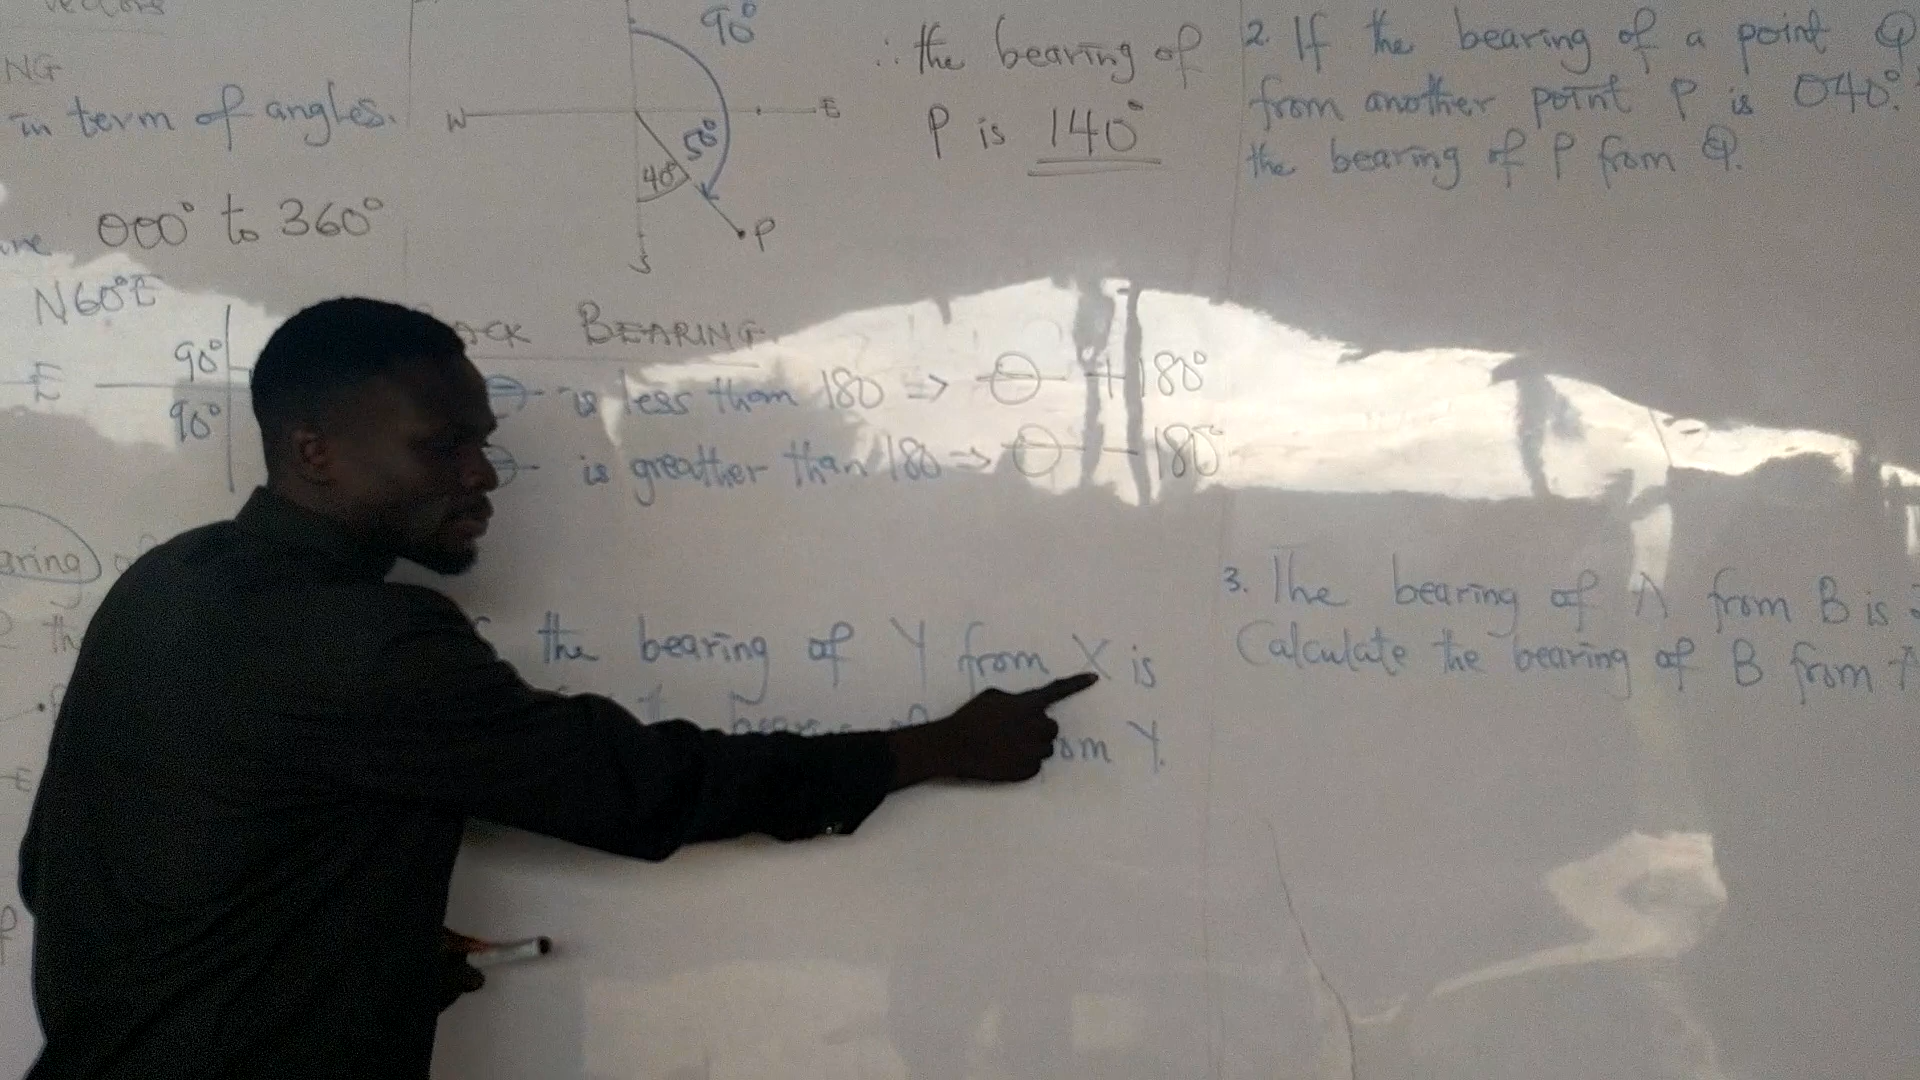 vectors
NG
in term of angles.
000° to 360°
N60°E
E
90°
90°
aring
E
90°
W
E
50°
40°
P
S
∴ the bearing of
P is 140°
ACK BEARING
θ is less than 180 => θ + 180°
θ is greatther than 180 => θ - 180°
the bearing of Y from X is
Y.
2. If the bearing of a point Q
from another point P is 040°.
the bearing of P from Q.
3. The bearing of A from B is
Calculate the bearing of B from A